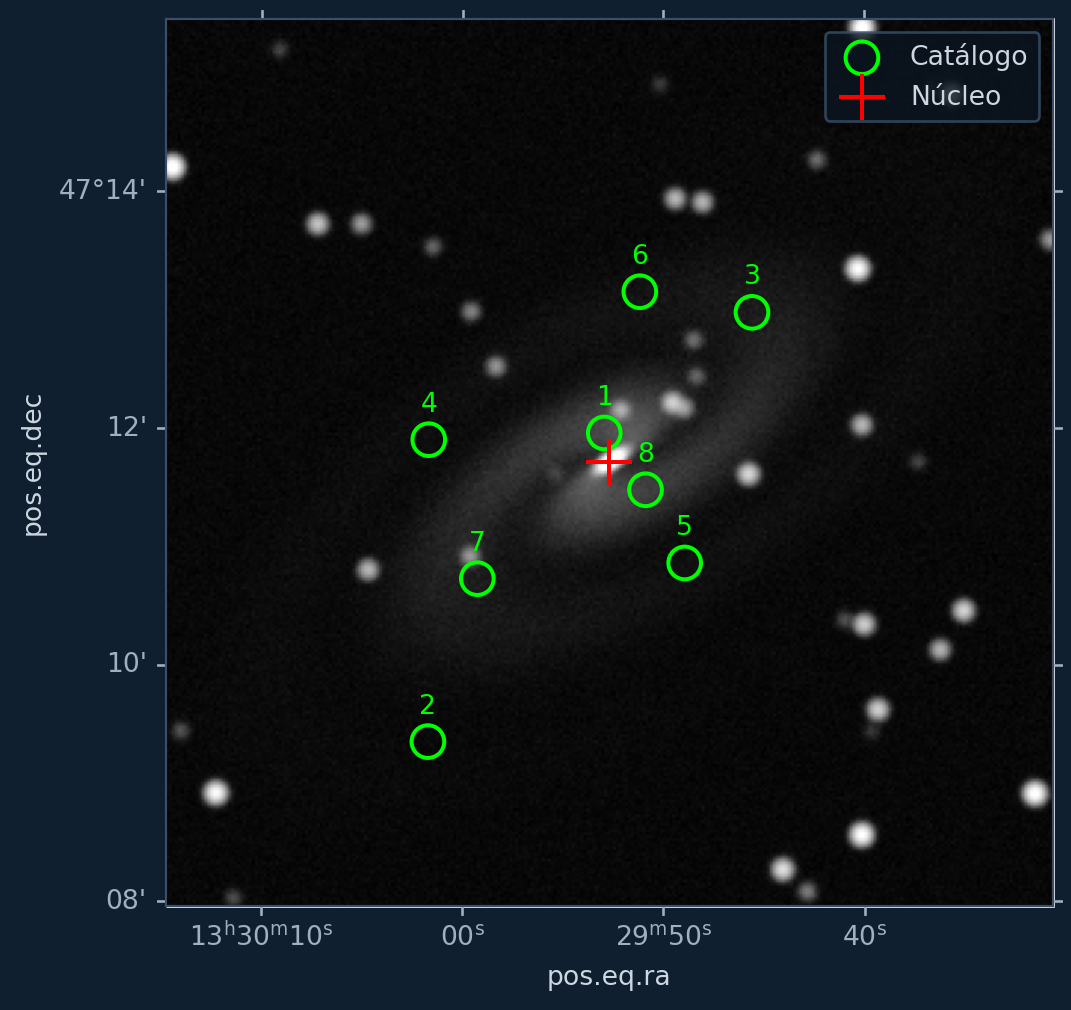 Catálogo
Núcleo
47°14'
6
3
12'
4
1
8
7
5
10'
2
08'
13ʰ30ᵐ10ˢ 00ˢ 29ᵐ50ˢ 40ˢ
pos.eq.ra
pos.eq.dec